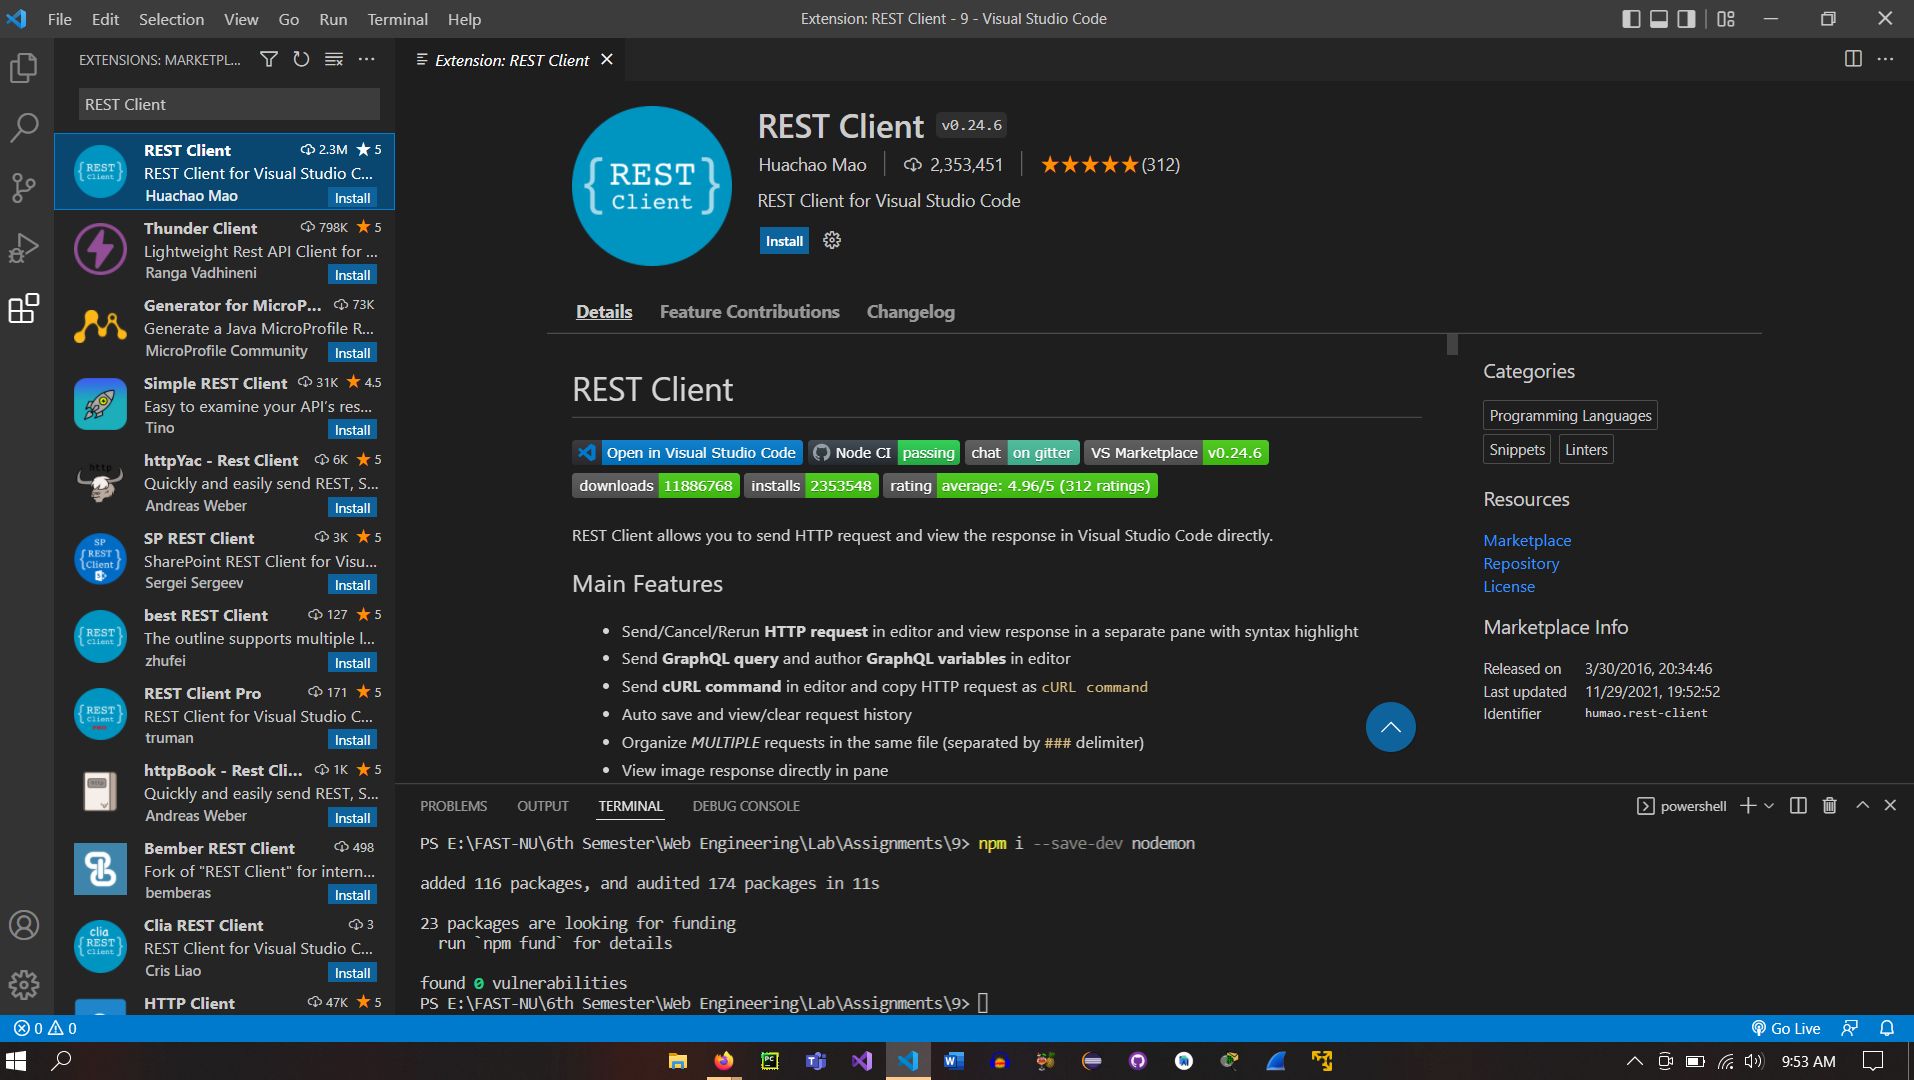 File Edit Selection View Go Run Terminal Help
Extension: REST Client - 9 - Visual Studio Code
EXTENSIONS: MARKETPL...
REST Client
REST Client 2.3M 5
REST Client for Visual Studio C...
Huachao Mao Install
Thunder Client 798K 5
Lightweight Rest API Client for ...
Ranga Vadhineni Install
Generator for MicroP... 73K
Generate a Java MicroProfile R...
MicroProfile Community Install
Simple REST Client 31K 4.5
Easy to examine your API's res...
Tino Install
httpYac - Rest Client 6K 5
Quickly and easily send REST, S...
Andreas Weber Install
SP REST Client 3K 5
SharePoint REST Client for Visu...
Sergei Sergeev Install
best REST Client 127 5
The outline supports multiple l...
zhufei Install
REST Client Pro 171 5
REST Client for Visual Studio C...
truman Install
httpBook - Rest Cli... 1K 5
Quickly and easily send REST, S...
Andreas Weber Install
Bember REST Client 498
Fork of "REST Client" for intern...
bemberas Install
Clia REST Client 3
REST Client for Visual Studio C...
Cris Liao Install
HTTP Client 47K 5
Extension: REST Client
{ REST Client }
REST Client v0.24.6
Huachao Mao 2,353,451 (312)
REST Client for Visual Studio Code
Install
Details Feature Contributions Changelog
REST Client
Open in Visual Studio Code Node CI passing chat on gitter VS Marketplace v0.24.6
downloads 11886768 installs 2353548 rating average: 4.96/5 (312 ratings)
REST Client allows you to send HTTP request and view the response in Visual Studio Code directly.
Main Features
• Send/Cancel/Rerun HTTP request in editor and view response in a separate pane with syntax highlight
• Send GraphQL query and author GraphQL variables in editor
• Send cURL command in editor and copy HTTP request as cURL command
• Auto save and view/clear request history
• Organize MULTIPLE requests in the same file (separated by ### delimiter)
• View image response directly in pane
Categories
Programming Languages
Snippets Linters
Resources
Marketplace
Repository
License
Marketplace Info
Released on 3/30/2016, 20:34:46
Last updated 11/29/2021, 19:52:52
Identifier humao.rest-client
PROBLEMS OUTPUT TERMINAL DEBUG CONSOLE
powershell
PS E:\FAST-NU\6th Semester\Web Engineering\Lab\Assignments\9> npm i --save-dev nodemon
added 116 packages, and audited 174 packages in 11s
23 packages are looking for funding
run `npm fund` for details
found 0 vulnerabilities
PS E:\FAST-NU\6th Semester\Web Engineering\Lab\Assignments\9>
0 0
Go Live
9:53 AM